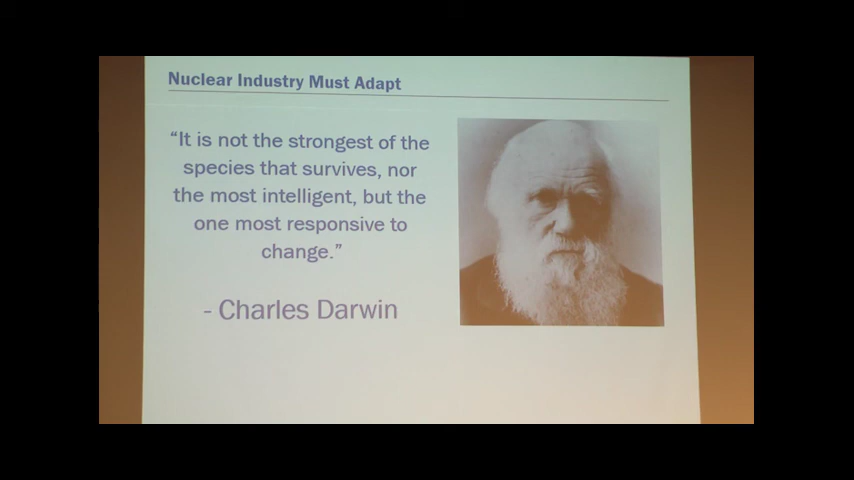 Nuclear Industry Must Adapt
“It is not the strongest of the
species that survives, nor
the most intelligent, but the
one most responsive to
change.”
- Charles Darwin